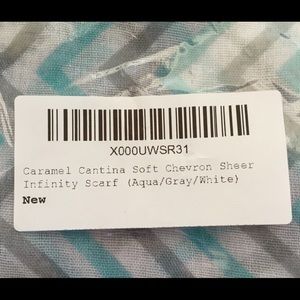 X000UWSR31
Caramel Cantina Soft Chevron Sheer
Infinity Scarf (Aqua/Gray/White)
New